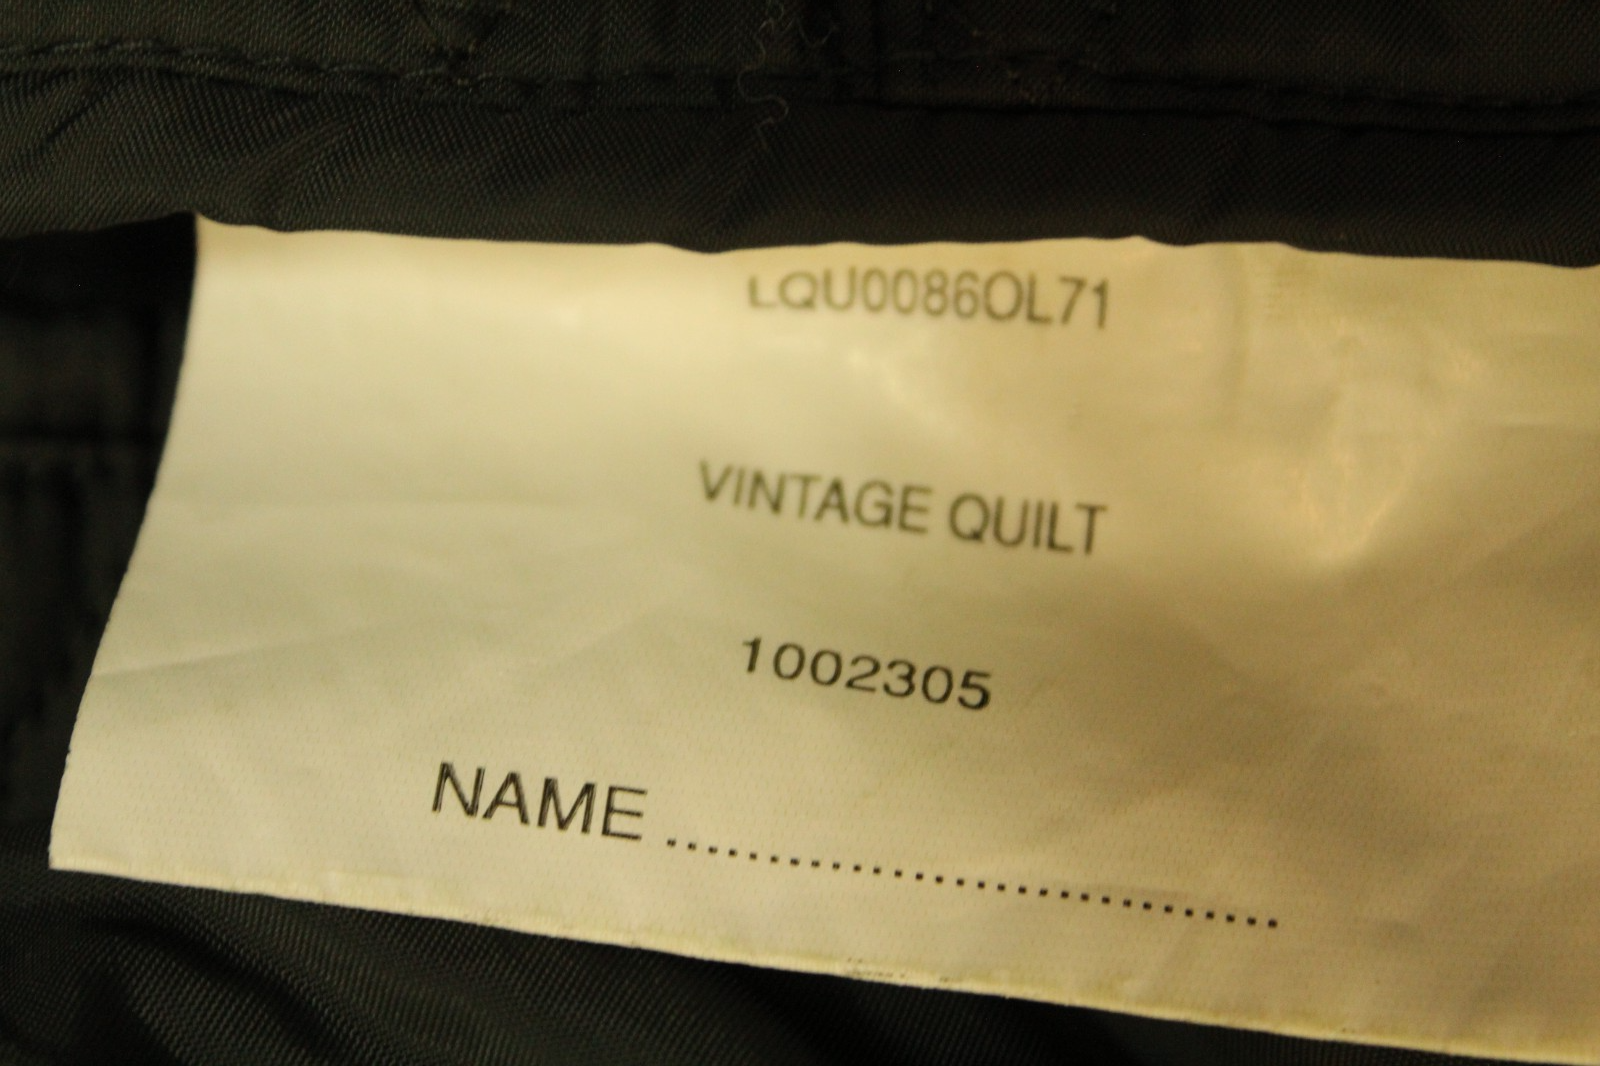 LQU0086OL71
VINTAGE QUILT
1002305
NAME ..............................